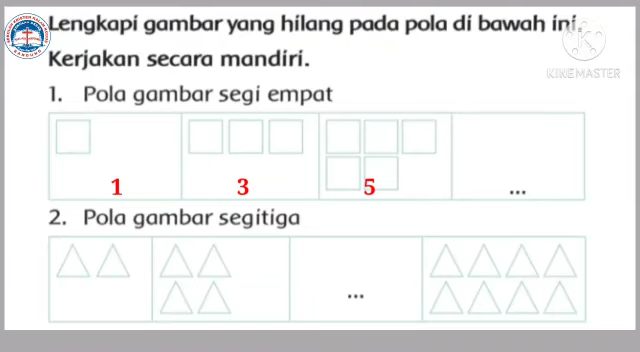 Lengkapi gambar yang hilang pada pola di bawah ini.
Kerjakan secara mandiri.
KINEMASTER
1. Pola gambar segi empat
1 3 5 ...
2. Pola gambar segitiga
...